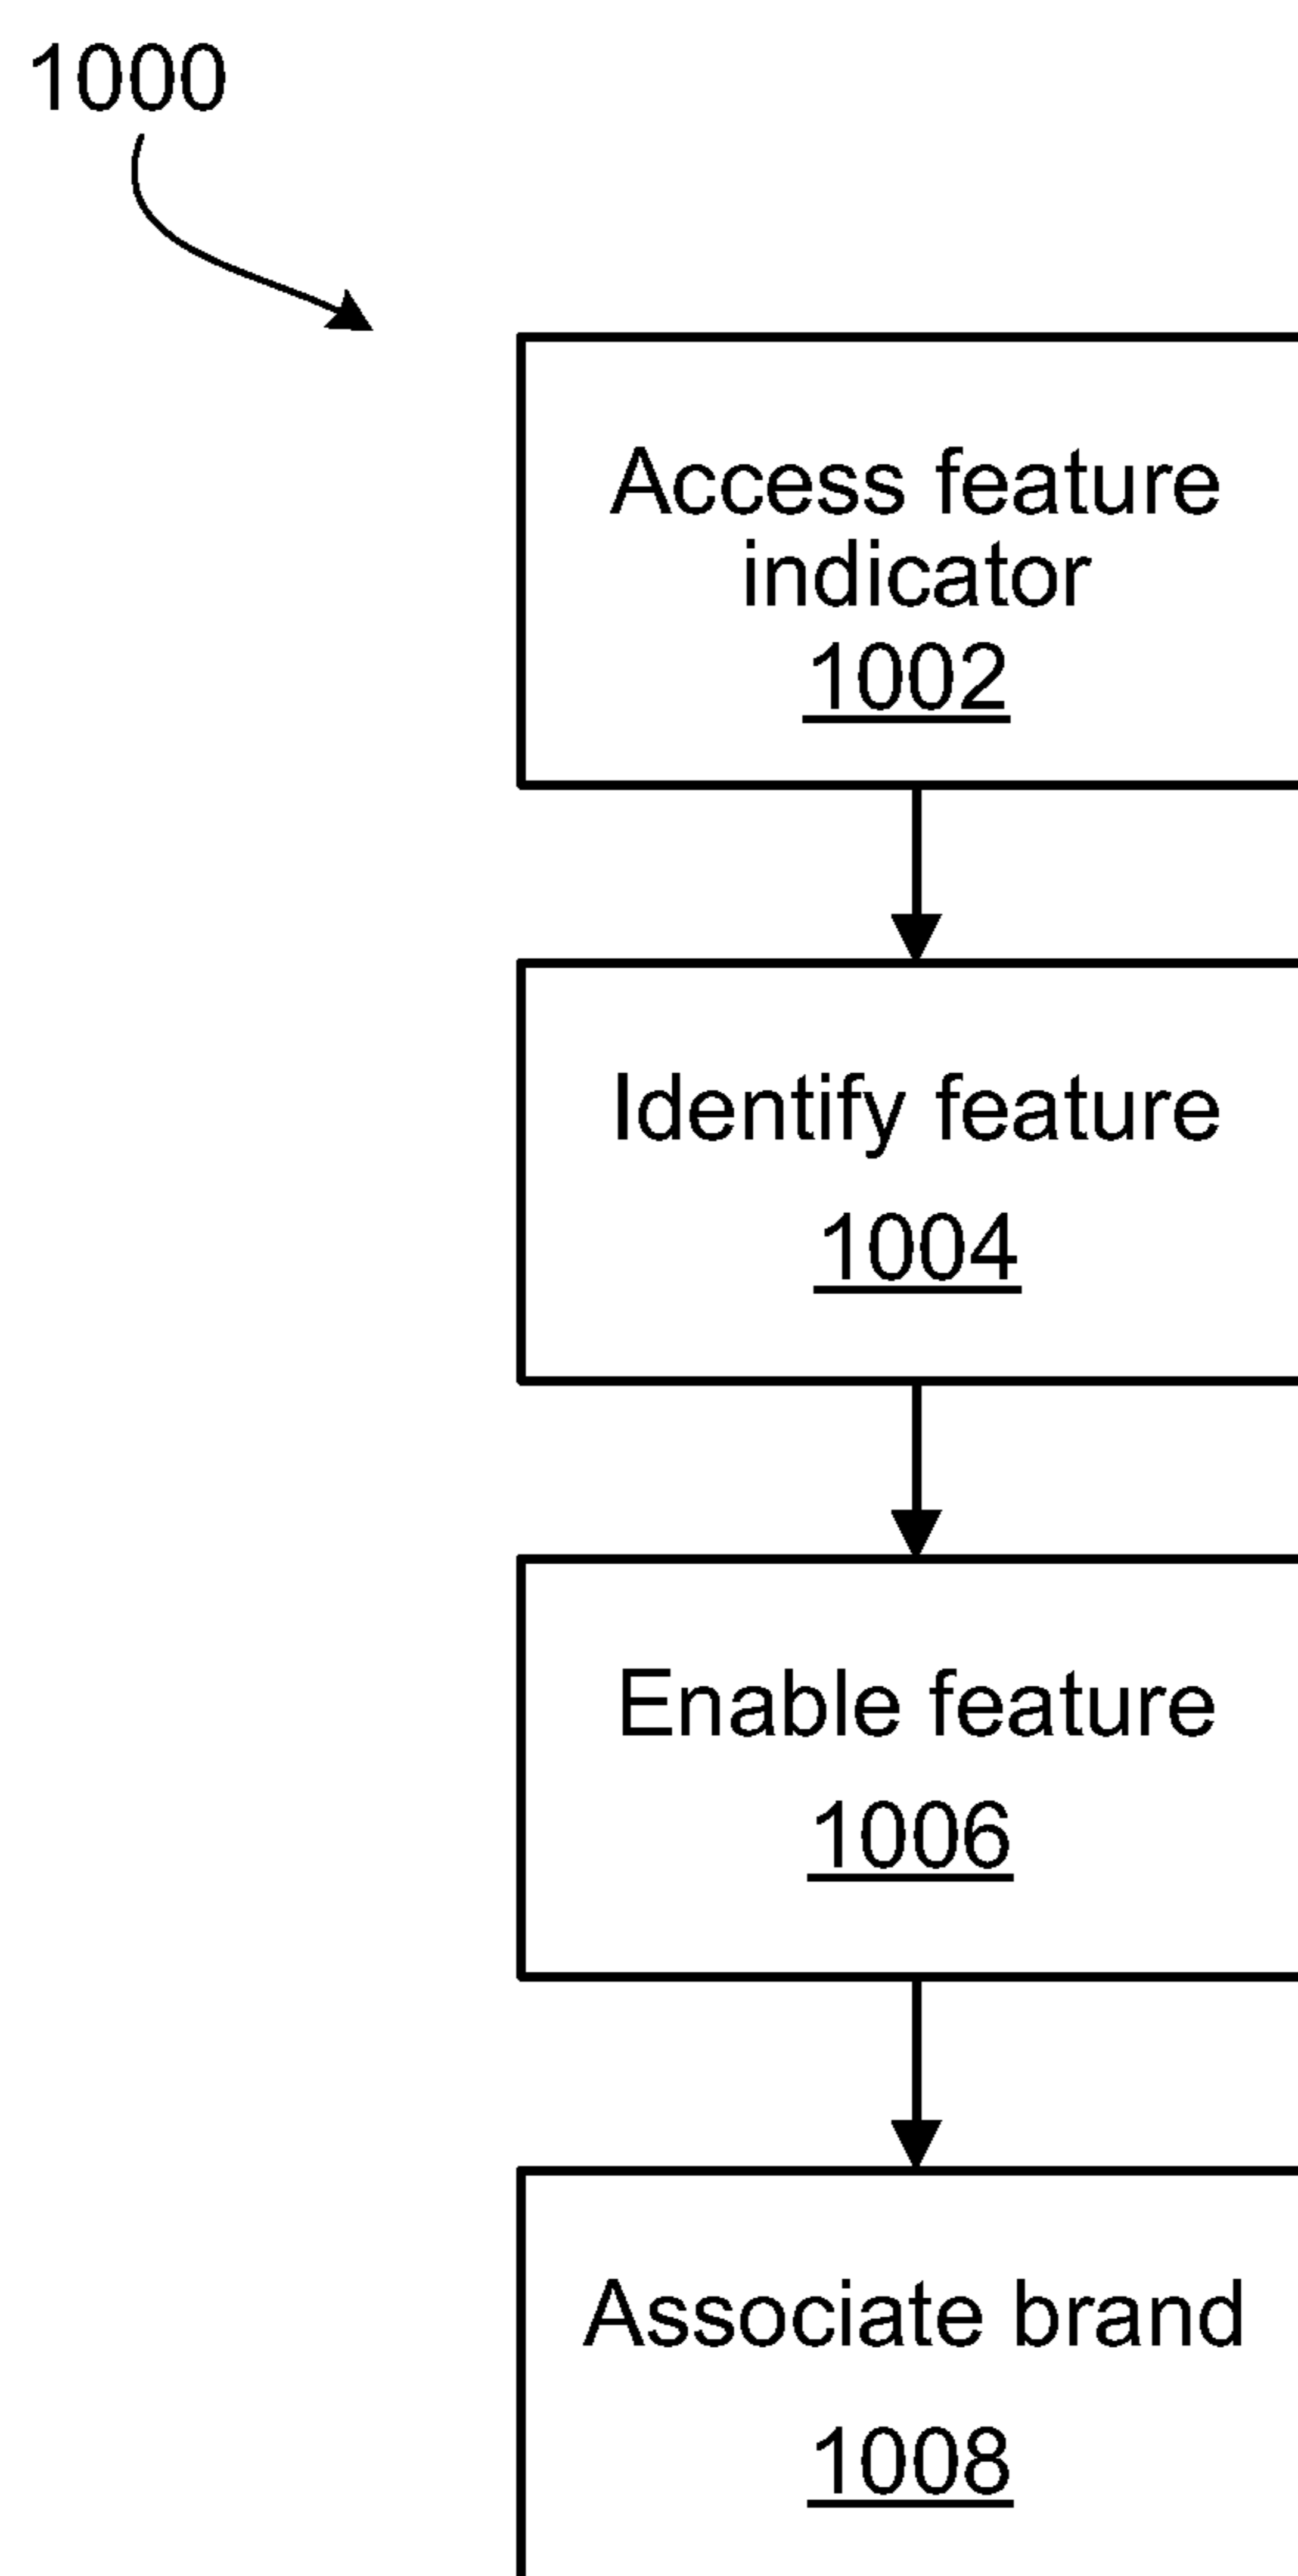 1000
Access feature
indicator
1002
Identify feature
1004
Enable feature
1006
Associate brand
1008